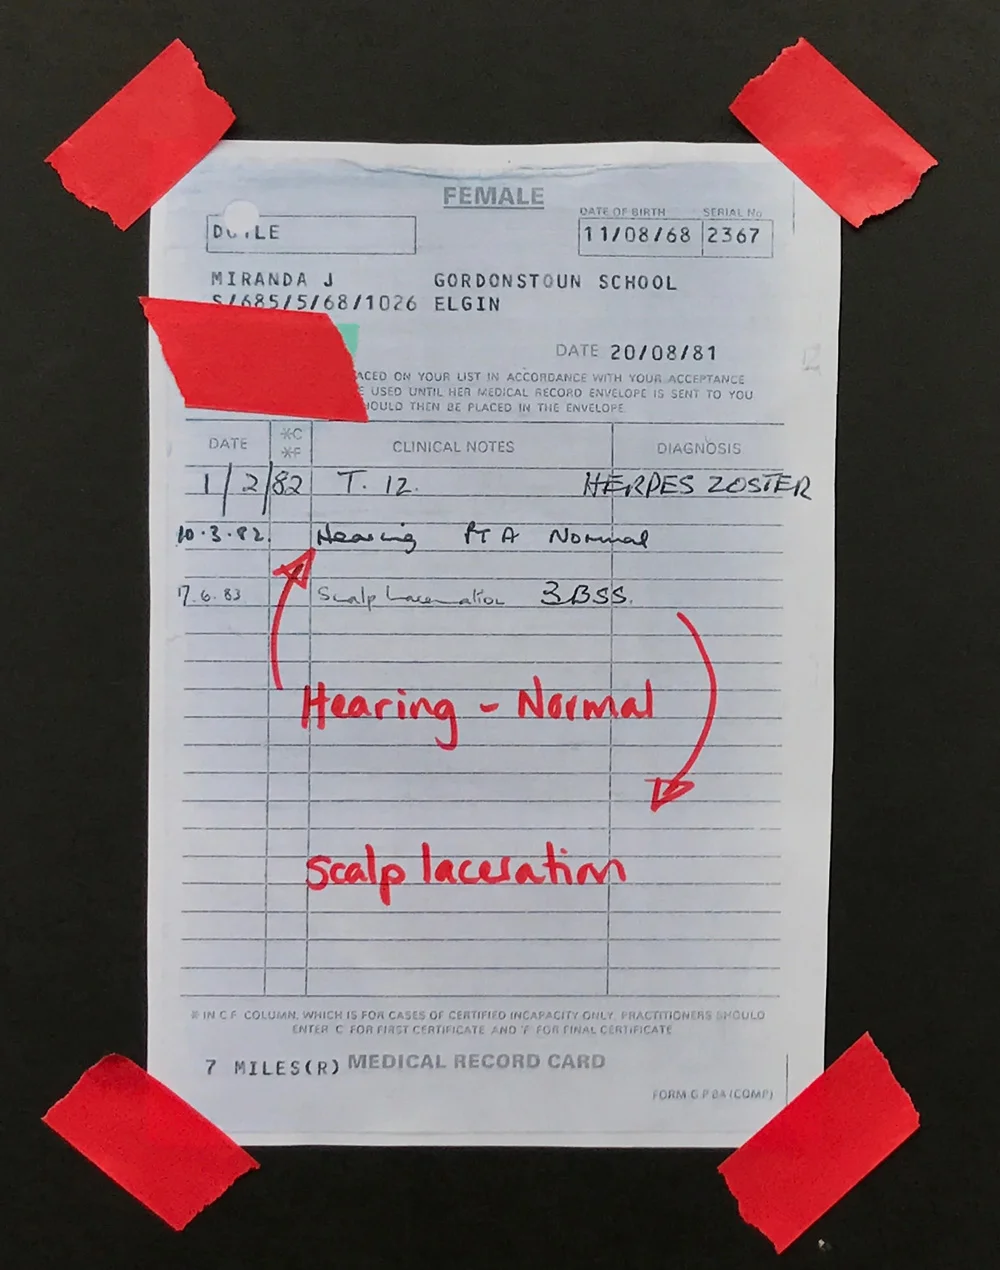 FEMALE
DATE OF BIRTH SERIAL No
11/08/68 2367
MIRANDA J GORDONSTOUN SCHOOL
S/685/5/68/1026 ELGIN
DATE 20/08/81
ACED ON YOUR LIST IN ACCORDANCE WITH YOUR ACCEPTANCE
E USED UNTIL HER MEDICAL RECORD ENVELOPE IS SENT TO YOU
OULD THEN BE PLACED IN THE ENVELOPE
DATE *C *F CLINICAL NOTES DIAGNOSIS
1/2/82 T. 12. HERPES ZOSTER
10.3.82 Hearing PTA Normal
17.6.83 Scalp Laceration 3BSS.
Hearing - Normal
Scalp laceration
* IN C.F. COLUMN, WHICH IS FOR CASES OF CERTIFIED INCAPACITY ONLY, PRACTITIONERS SHOULD
ENTER 'C' FOR FIRST CERTIFICATE AND 'F' FOR FINAL CERTIFICATE
7 MILES(R) MEDICAL RECORD CARD
FORM G.P.8A (COMP)